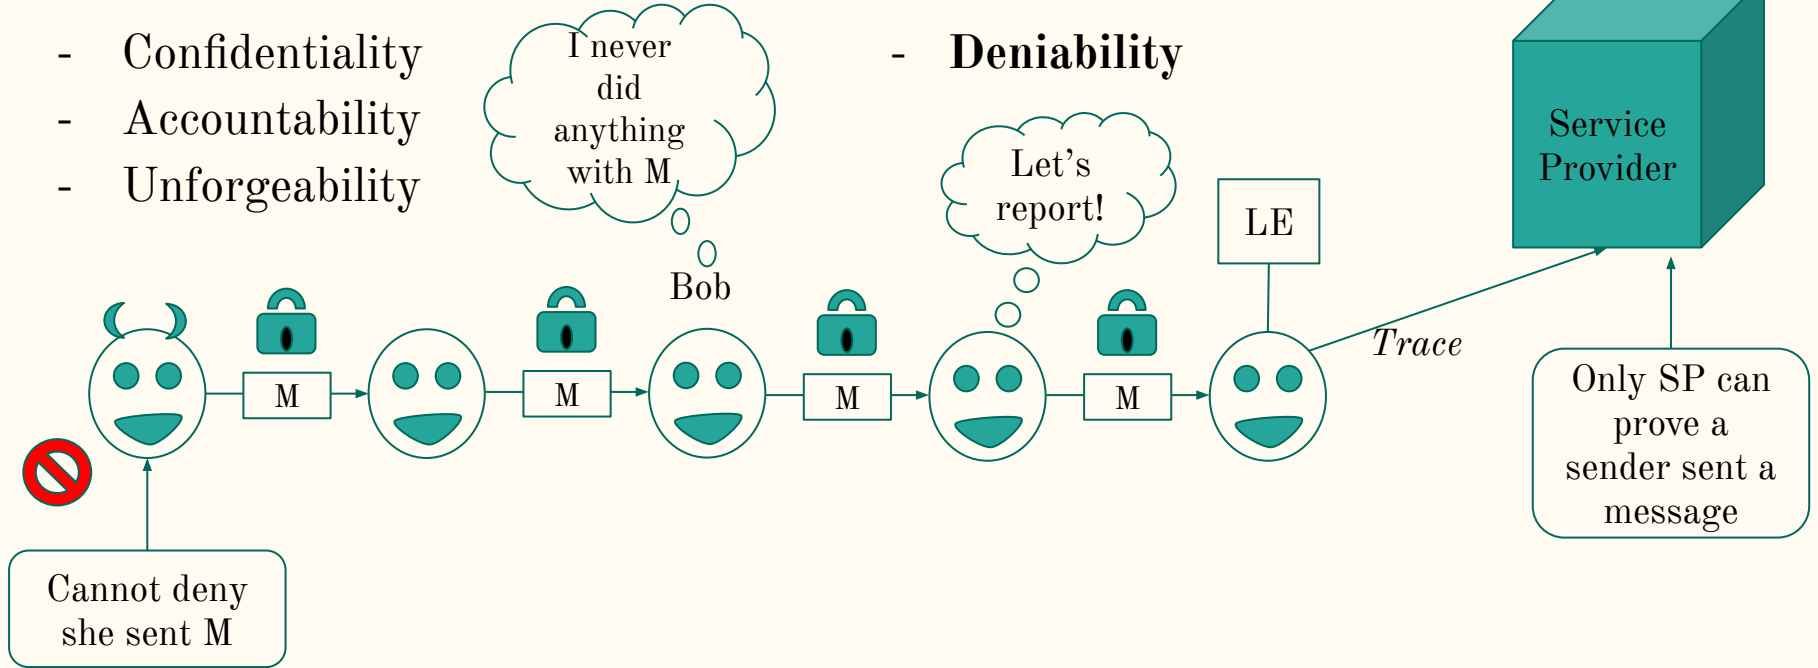 - Confidentiality
- Accountability
- Unforgeability
I never
did
anything
with M
- Deniability
Let's
report!
Service
Provider
LE
Bob
M
M
M
M
Trace
Only SP can
prove a
sender sent a
message
Cannot deny
she sent M